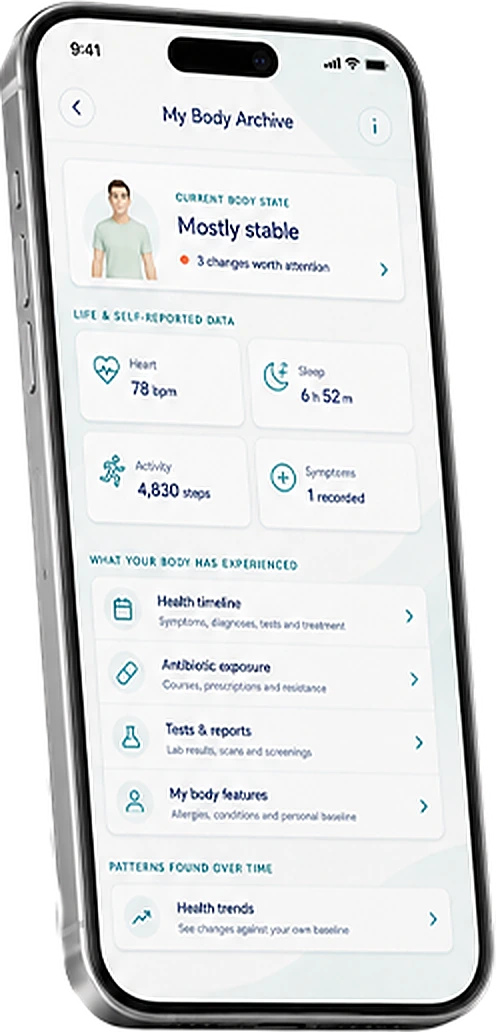 9:41
My Body Archive
i
CURRENT BODY STATE
Mostly stable
3 changes worth attention
LIFE & SELF-REPORTED DATA
Heart
78 bpm
Sleep
6 h 52 m
Activity
4,830 steps
Symptoms
1 recorded
WHAT YOUR BODY HAS EXPERIENCED
Health timeline
Symptoms, diagnoses, tests and treatment
Antibiotic exposure
Courses, prescriptions and resistance
Tests & reports
Lab results, scans and screenings
My body features
Allergies, conditions and personal baseline
PATTERNS FOUND OVER TIME
Health trends
See changes against your own baseline